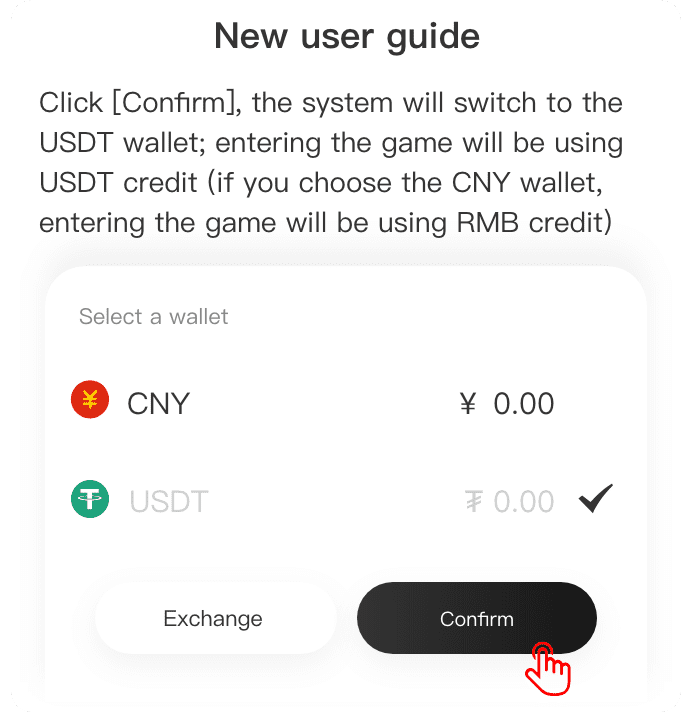 New user guide
Click [Confirm], the system will switch to the
USDT wallet; entering the game will be using
USDT credit (if you choose the CNY wallet,
entering the game will be using RMB credit)
Select a wallet
¥ CNY ¥ 0.00
₮ USDT ₮ 0.00
Exchange Confirm